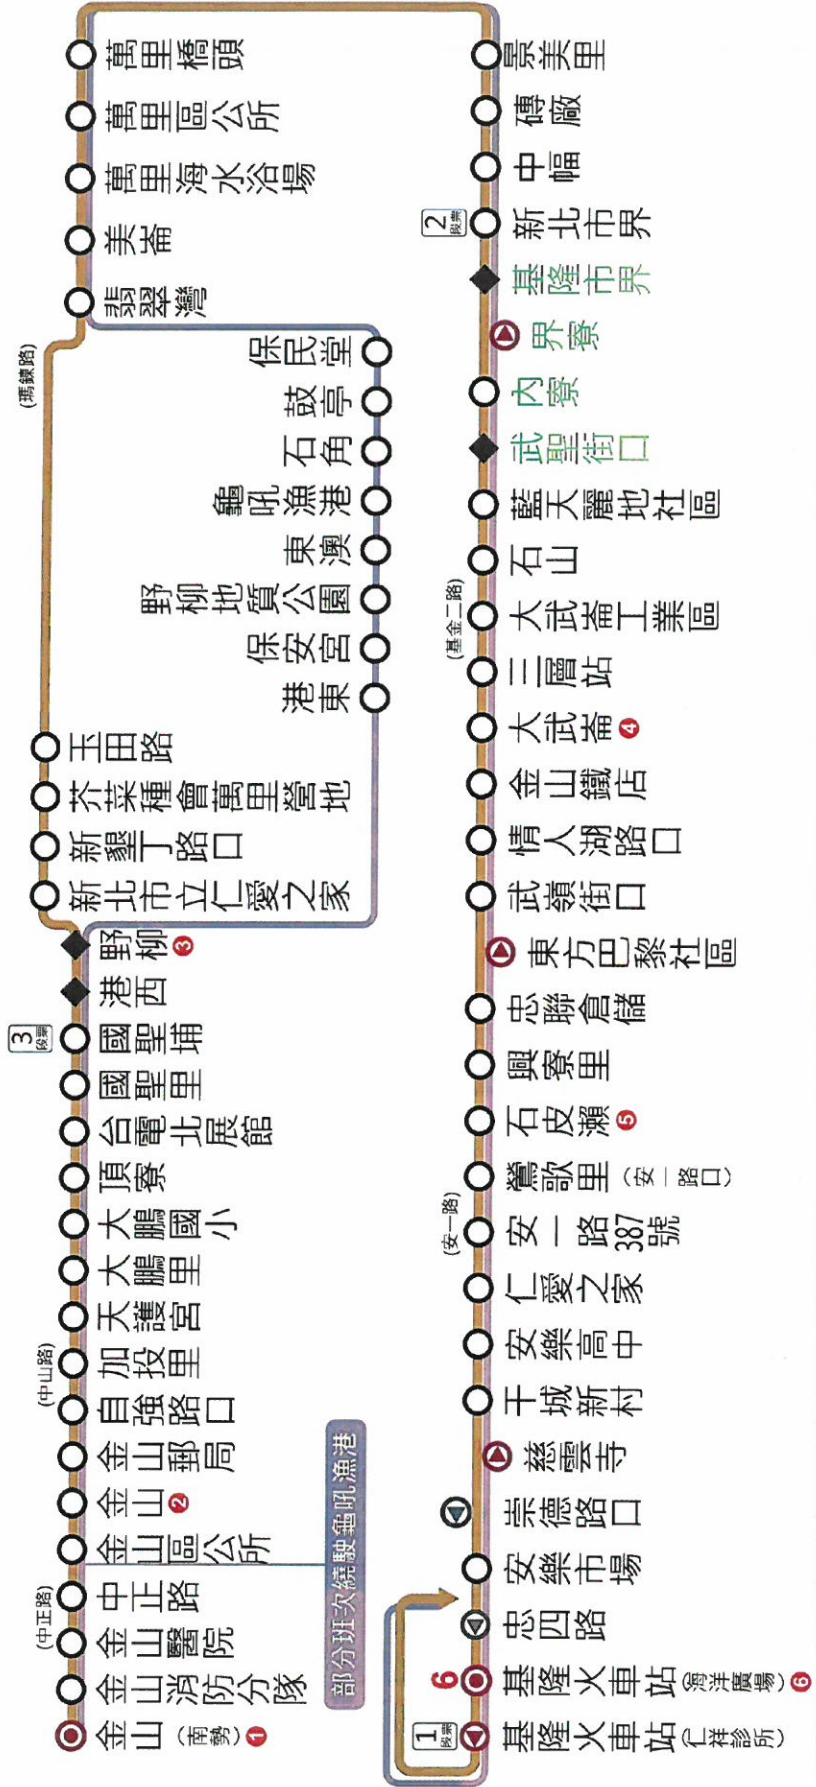 (中正路)
(中山路)
金山（南勢）1
金山消防分隊
金山醫院
中正路
金山區公所
金山2
金山郵局
自強路口
加投里
天護宮
大鵬里
大鵬國小
頂寮
台電北展館
國聖里
3
段票
國聖埔
港西
野柳3
新北市立仁愛之家
新墾丁路口
芥菜種會萬里營地
玉田路
(瑪鋉路)
港東
保安宮
野柳地質公園
東澳
龜吼漁港
石角
鼓亭
保民堂
翡翠灣
美崙
萬里海水浴場
萬里區公所
萬里橋頭
部分班次繞駛龜吼漁港
1
段票
基隆火車站（仁祥診所）
6
基隆火車站（海洋廣場）6
忠四路
安樂市場
崇德路口
慈雲寺
干城新村
安樂高中
仁愛之家
(安一路)
安一路387號
鶯歌里（安一路口）
石皮瀨5
興寮里
忠聯倉儲
東方巴黎社區
武嶺街口
情人湖路口
金山鐵店
大武崙4
三層站
(基金二路)
大武崙工業區
石山
藍天麗地社區
武聖街口
內寮
界寮
基隆市界
2
段票
新北市界
中幅
磚廠
景美里